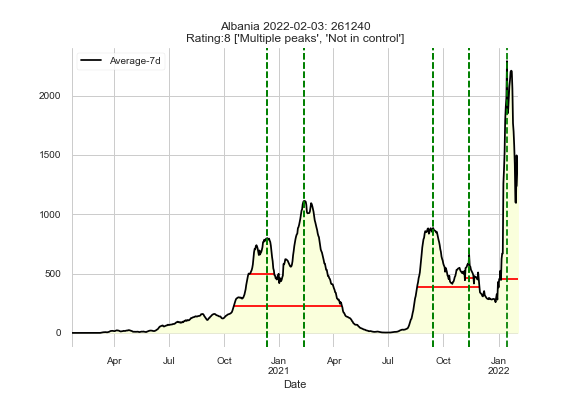 Albania 2022-02-03: 261240
Rating:8 ['Multiple peaks', 'Not in control']
Average-7d
2000
1500
1000
500
0
Apr Jul Oct Jan Apr Jul Oct Jan
2021 2022
Date